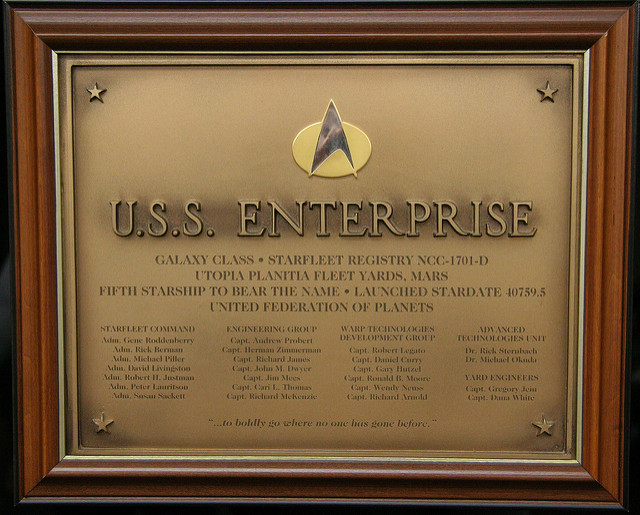 U.S.S. ENTERPRISE
GALAXY CLASS • STARFLEET REGISTRY NCC-1701-D
UTOPIA PLANITIA FLEET YARDS, MARS
FIFTH STARSHIP TO BEAR THE NAME • LAUNCHED STARDATE 40759.5
UNITED FEDERATION OF PLANETS
STARFLEET COMMAND
Adm. Gene Roddenberry
Adm. Rick Berman
Adm. Michael Piller
Adm. David Livingston
Adm. Robert H. Justman
Adm. Peter Lauritson
Adm. Susan Sackett
ENGINEERING GROUP
Capt. Andrew Probert
Capt. Herman Zimmerman
Capt. Richard James
Capt. John M. Dwyer
Capt. Jim Mees
Capt. Cari L. Thomas
Capt. Richard McKenzie
WARP TECHNOLOGIES
DEVELOPMENT GROUP
Capt. Robert Legato
Capt. Daniel Curry
Capt. Gary Hutzel
Capt. Ronald B. Moore
Capt. Wendy Neuss
Capt. Richard Arnold
ADVANCED
TECHNOLOGIES UNIT
Dr. Rick Sternbach
Dr. Michael Okuda
YARD ENGINEERS
Capt. Gregory Jein
Capt. Dana White
"...to boldly go where no one has gone before."